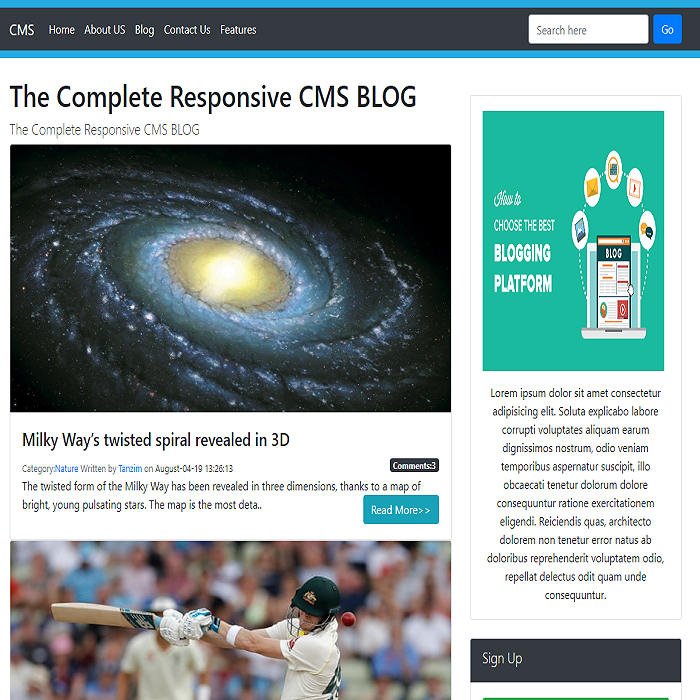 CMS Home About US Blog Contact Us Features Search here Go
The Complete Responsive CMS BLOG
The Complete Responsive CMS BLOG
Milky Way's twisted spiral revealed in 3D
Category:Nature Written by Tanzim on August-04-19 13:26:13 Comments:3
The twisted form of the Milky Way has been revealed in three dimensions, thanks to a map of
bright, young pulsating stars. The map is the most deta..
Read More>>
How to
CHOOSE THE BEST
BLOGGING
PLATFORM
BLOG
Lorem ipsum dolor sit amet consectetur
adipisicing elit. Soluta explicabo labore
corrupti voluptates aliquam earum
dignissimos nostrum, odio veniam
temporibus aspernatur suscipit, illo
obcaecati tenetur dolorum dolore
consequuntur ratione exercitationem
eligendi. Reiciendis quas, architecto
dolorem non tenetur error natus ab
doloribus reprehenderit voluptatem odio,
repellat delectus odit quam unde
consequuntur.
Sign Up